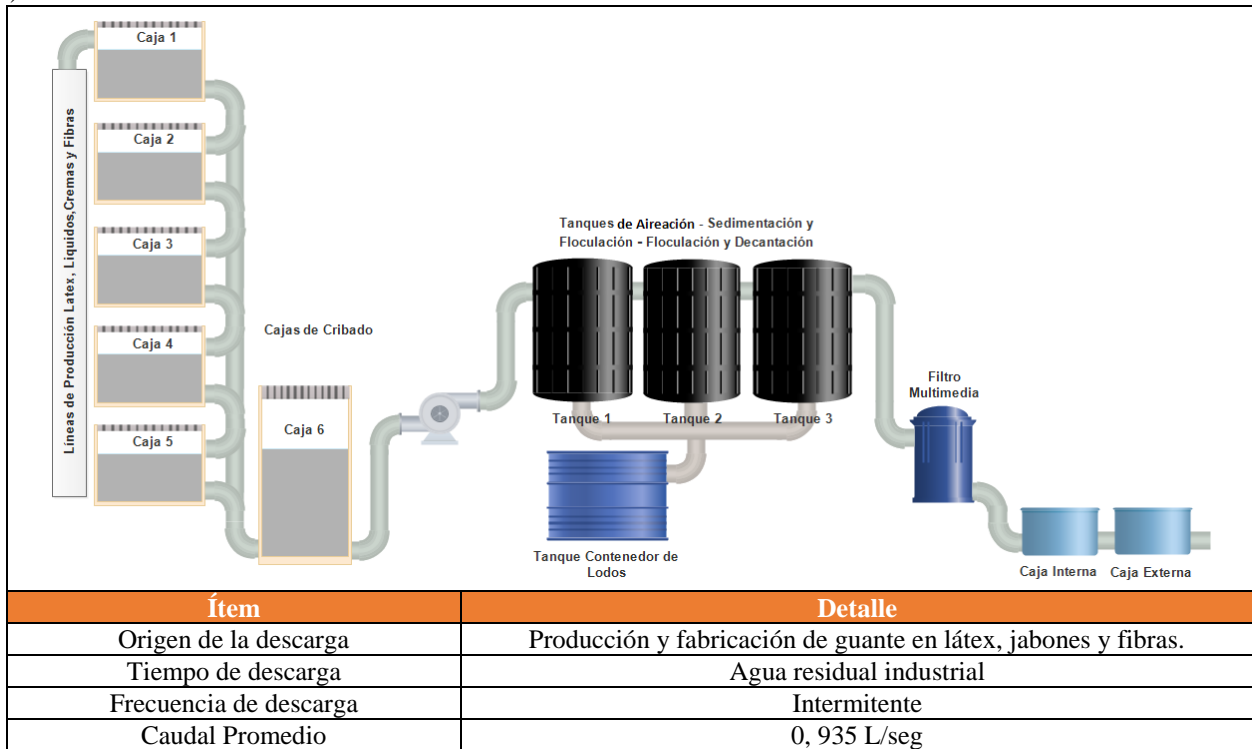 Caja 1
Caja 2
Caja 3
Caja 4
Caja 5
Líneas de Producción Latex, Liquidos,Cremas y Fibras
Cajas de Cribado
Caja 6
Tanques de Aireación - Sedimentación y
Floculación - Floculación y Decantación
Tanque 1
Tanque 2
Tanque 3
Tanque Contenedor de
Lodos
Filtro
Multimedia
Caja Interna
Caja Externa
Ítem Detalle
Origen de la descarga Producción y fabricación de guante en látex, jabones y fibras.
Tiempo de descarga Agua residual industrial
Frecuencia de descarga Intermitente
Caudal Promedio 0, 935 L/seg